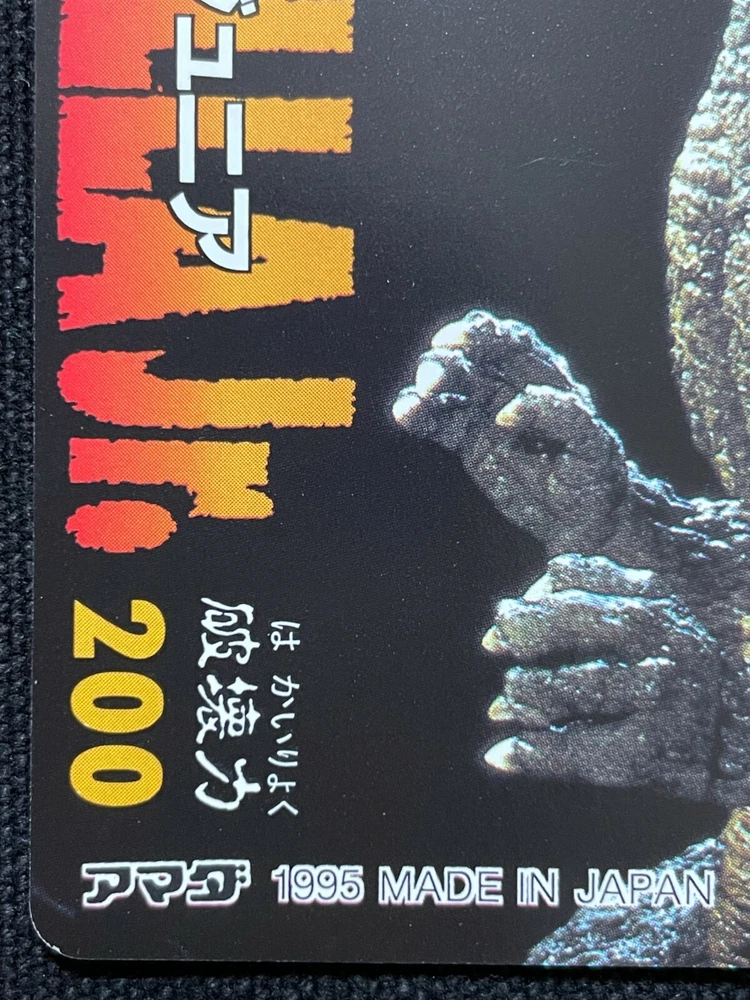 LLA Jr.
ジュニア
はかいりょく
破壊力
200
アマダ 1995 MADE IN JAPAN